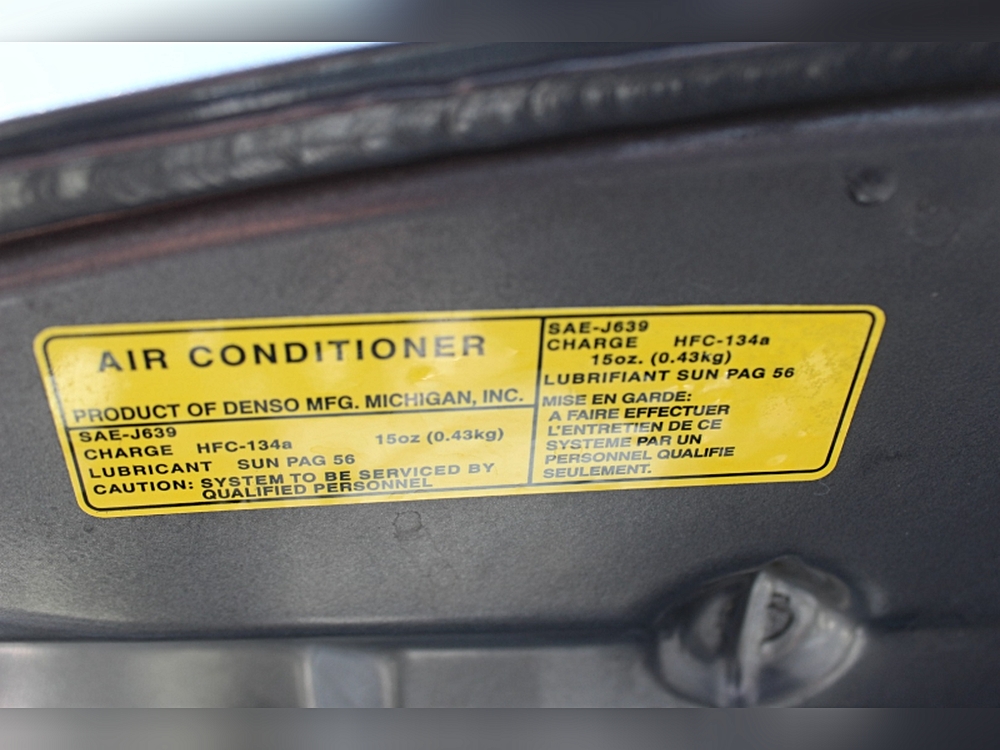 AIR CONDITIONER
PRODUCT OF DENSO MFG. MICHIGAN, INC.
SAE-J639
CHARGE HFC-134a 15oz (0.43kg)
LUBRICANT SUN PAG 56
CAUTION: SYSTEM TO BE SERVICED BY
QUALIFIED PERSONNEL
SAE-J639
CHARGE HFC-134a
15oz. (0.43kg)
LUBRIFIANT SUN PAG 56
MISE EN GARDE:
A FAIRE EFFECTUER
L'ENTRETIEN DE CE
SYSTEME PAR UN
PERSONNEL QUALIFIE
SEULEMENT.